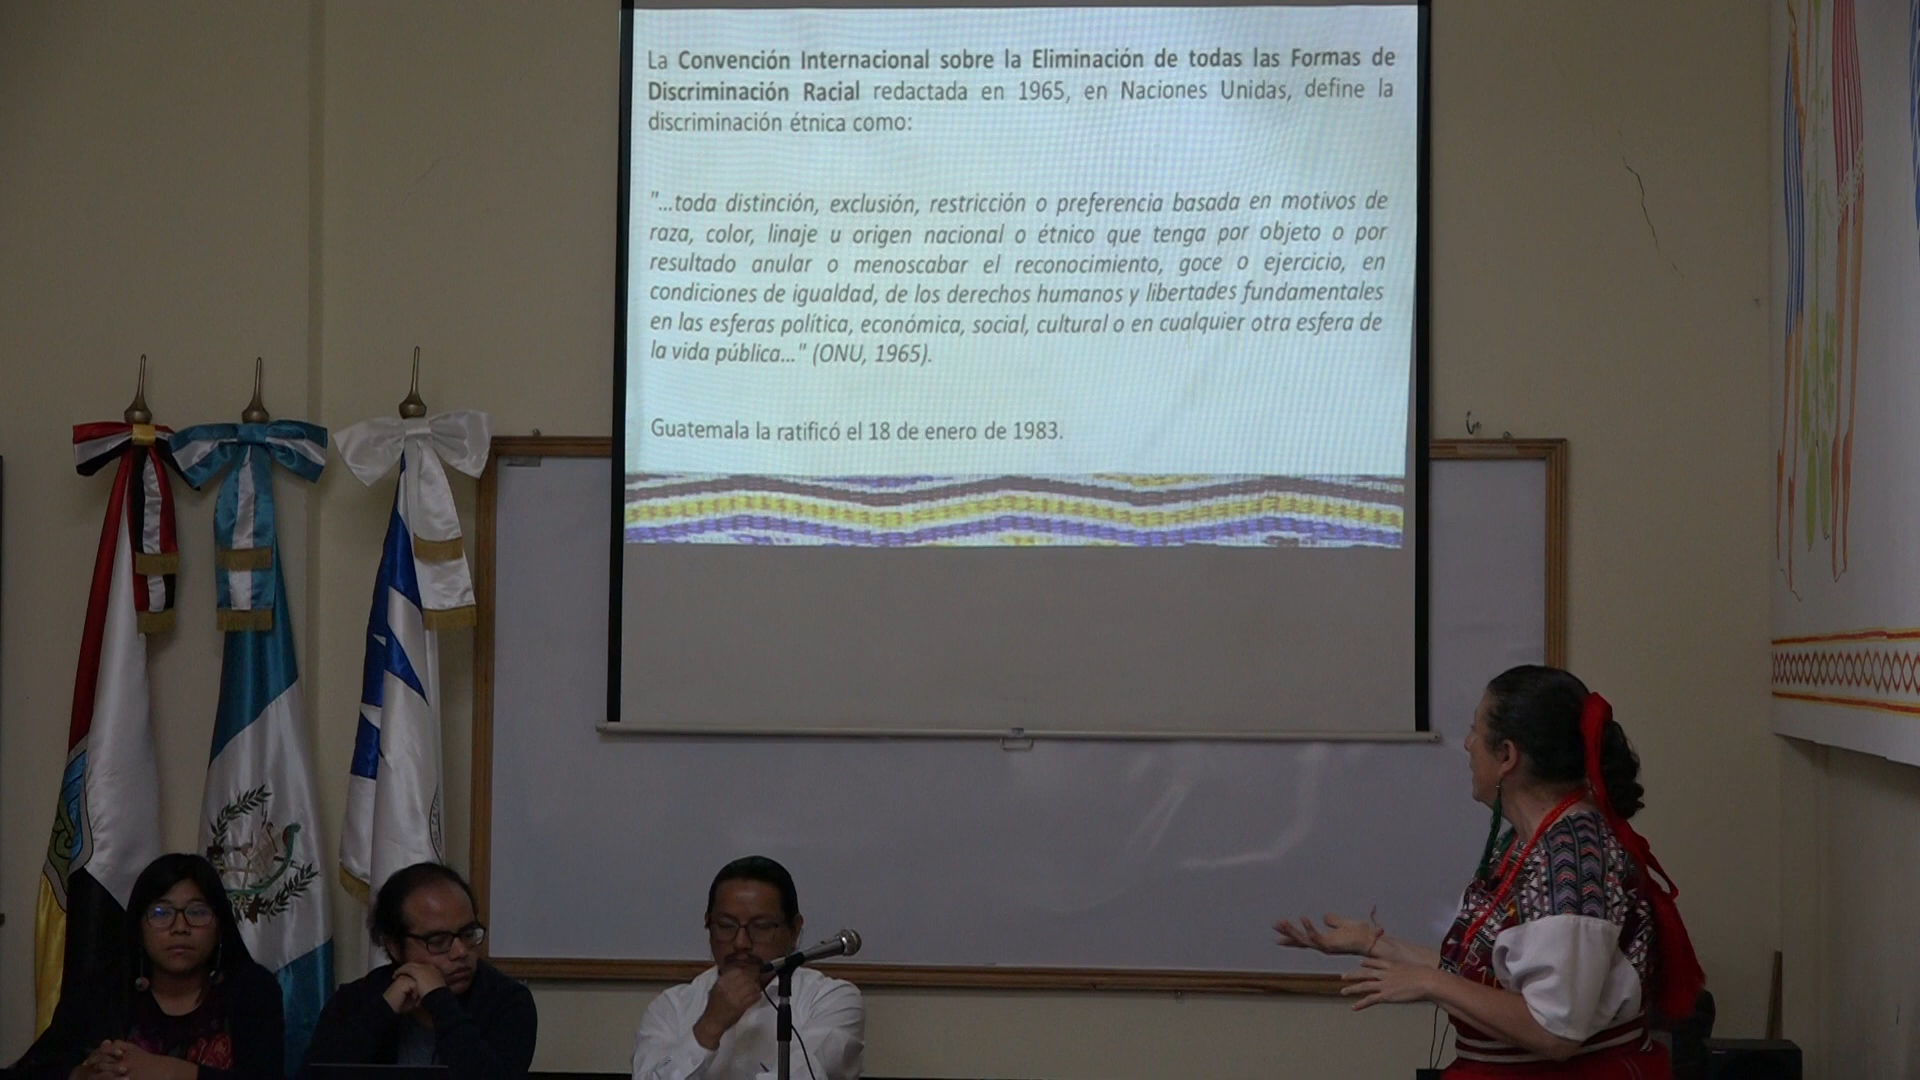 La Convención Internacional sobre la Eliminación de todas las Formas de
Discriminación Racial redactada en 1965, en Naciones Unidas, define la
discriminación étnica como:
"...toda distinción, exclusión, restricción o preferencia basada en motivos de
raza, color, linaje u origen nacional o étnico que tenga por objeto o por
resultado anular o menoscabar el reconocimiento, goce o ejercicio, en
condiciones de igualdad, de los derechos humanos y libertades fundamentales
en las esferas política, económica, social, cultural o en cualquier otra esfera de
la vida pública..." (ONU, 1965).
Guatemala la ratificó el 18 de enero de 1983.